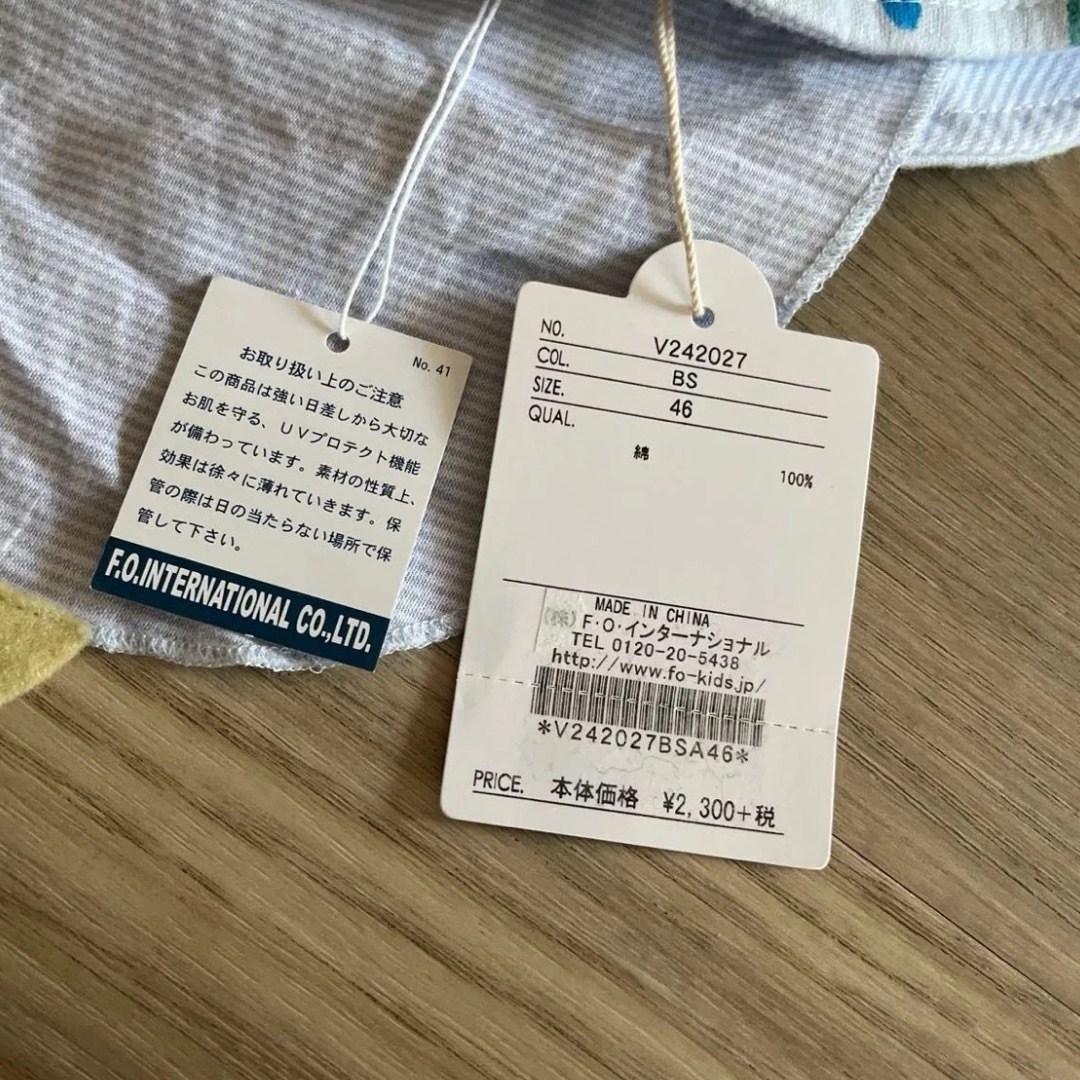 No. 41
お取り扱い上のご注意
この商品は強い日差しから大切な
お肌を守る、UVプロテクト機能
が備わっています。素材の性質上、
効果は徐々に薄れていきます。保
管の際は日の当たらない場所で保
管して下さい。
F.O.INTERNATIONAL CO.,LTD.
NO. V242027
COL. BS
SIZE. 46
QUAL.
綿 100%
MADE IN CHINA
(株)F・O・インターナショナル
TEL 0120-20-5438
http://www.fo-kids.jp/
*V242027BSA46*
PRICE. 本体価格 ¥2,300+税